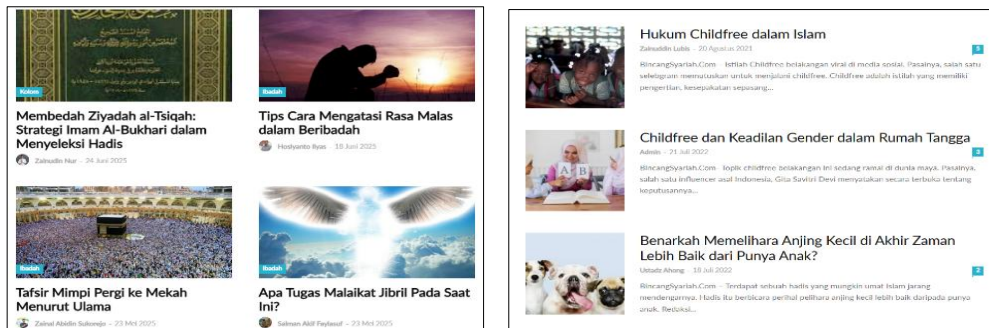 Kolom
Membedah Ziyadah al-Tsiqah:
Strategi Imam Al-Bukhari dalam
Menyeleksi Hadis
Zainudin Nur - 24 Juni 2025
Ibadah
Tips Cara Mengatasi Rasa Malas
dalam Beribadah
Hosiyanto Ilyas - 18 Juni 2025
Ibadah
Tafsir Mimpi Pergi ke Mekah
Menurut Ulama
Zainal Abidin Sukorejo - 23 Mei 2025
Ibadah
Apa Tugas Malaikat Jibril Pada Saat
Ini?
Salman Akif Faylasuf - 23 Mei 2025
Hukum Childfree dalam Islam
Zainuddin Lubis - 20 Agustus 2021
5
BincangSyariah.Com – Istilah Childfree belakangan viral di media sosial. Pasalnya, salah satu
selebgram memutuskan untuk menjalani childfree. Childfree adalah istilah yang memiliki
pengertian, kesepakatan sepasang...
Childfree dan Keadilan Gender dalam Rumah Tangga
Admin - 21 Juli 2022
3
BincangSyariah.Com – Topik childfree belakangan ini sedang ramai di dunia maya. Pasalnya,
salah satu influencer asal Indonesia, Gita Savitri Devi menyatakan secara terbuka tentang
keputusannya...
A B
Benarkah Memelihara Anjing Kecil di Akhir Zaman
Lebih Baik dari Punya Anak?
Ustadz Ahong - 18 Juli 2022
2
BincangSyariah.Com – Terdapat sebuah hadis yang mungkin umat Islam jarang
mendengarnya. Hadis itu berbicara perihal pelihara anjing kecil lebih baik daripada punya
anak. Redaksi...